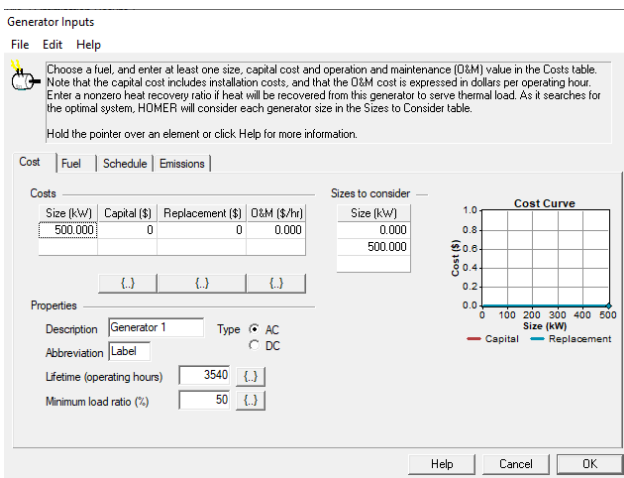 Generator Inputs
File Edit Help
Choose a fuel, and enter at least one size, capital cost and operation and maintenance (O&M) value in the Costs table.
Note that the capital cost includes installation costs, and that the O&M cost is expressed in dollars per operating hour.
Enter a nonzero heat recovery ratio if heat will be recovered from this generator to serve thermal load. As it searches for
the optimal system, HOMER will consider each generator size in the Sizes to Consider table.
Hold the pointer over an element or click Help for more information.
Cost Fuel Schedule Emissions
Costs
Size (kW) Capital ($) Replacement ($) O&M ($/hr)
500.000 0 0 0.000
{..} {..} {..}
Sizes to consider
Size (kW)
0.000
500.000
Cost Curve
Cost ($)
1.0
0.8
0.6
0.4
0.2
0.0
0 100 200 300 400 500
Size (kW)
Capital Replacement
Properties
Description Generator 1 Type AC
DC
Abbreviation Label
Lifetime (operating hours) 3540 {..}
Minimum load ratio (%) 50 {..}
Help Cancel OK